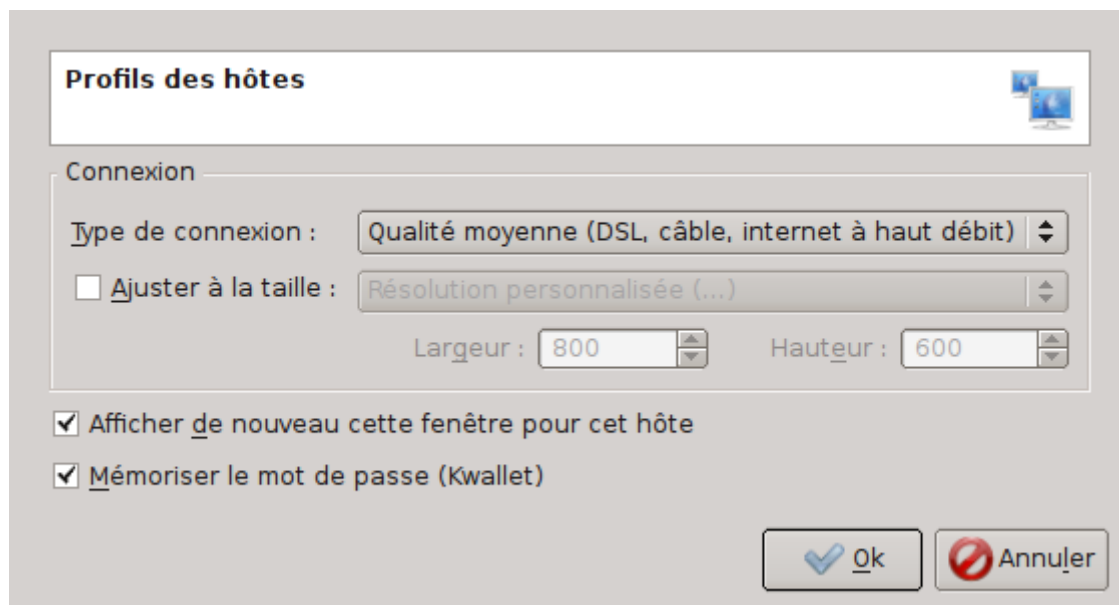 Profils des hôtes
Connexion
Type de connexion : Qualité moyenne (DSL, câble, internet à haut débit)
Ajuster à la taille : Résolution personnalisée (...)
Largeur : 800 Hauteur : 600
Afficher de nouveau cette fenêtre pour cet hôte
Mémoriser le mot de passe (Kwallet)
Ok Annuler